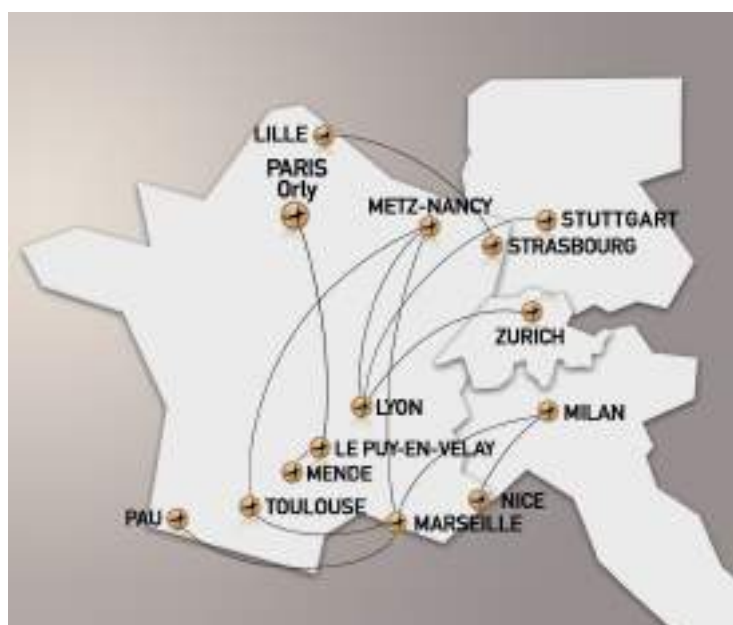 LILLE
PARIS
Orly
METZ-NANCY
STUTTGART
STRASBOURG
ZURICH
LYON
MILAN
LE PUY-EN-VELAY
MENDE
TOULOUSE
NICE
PAU
MARSEILLE